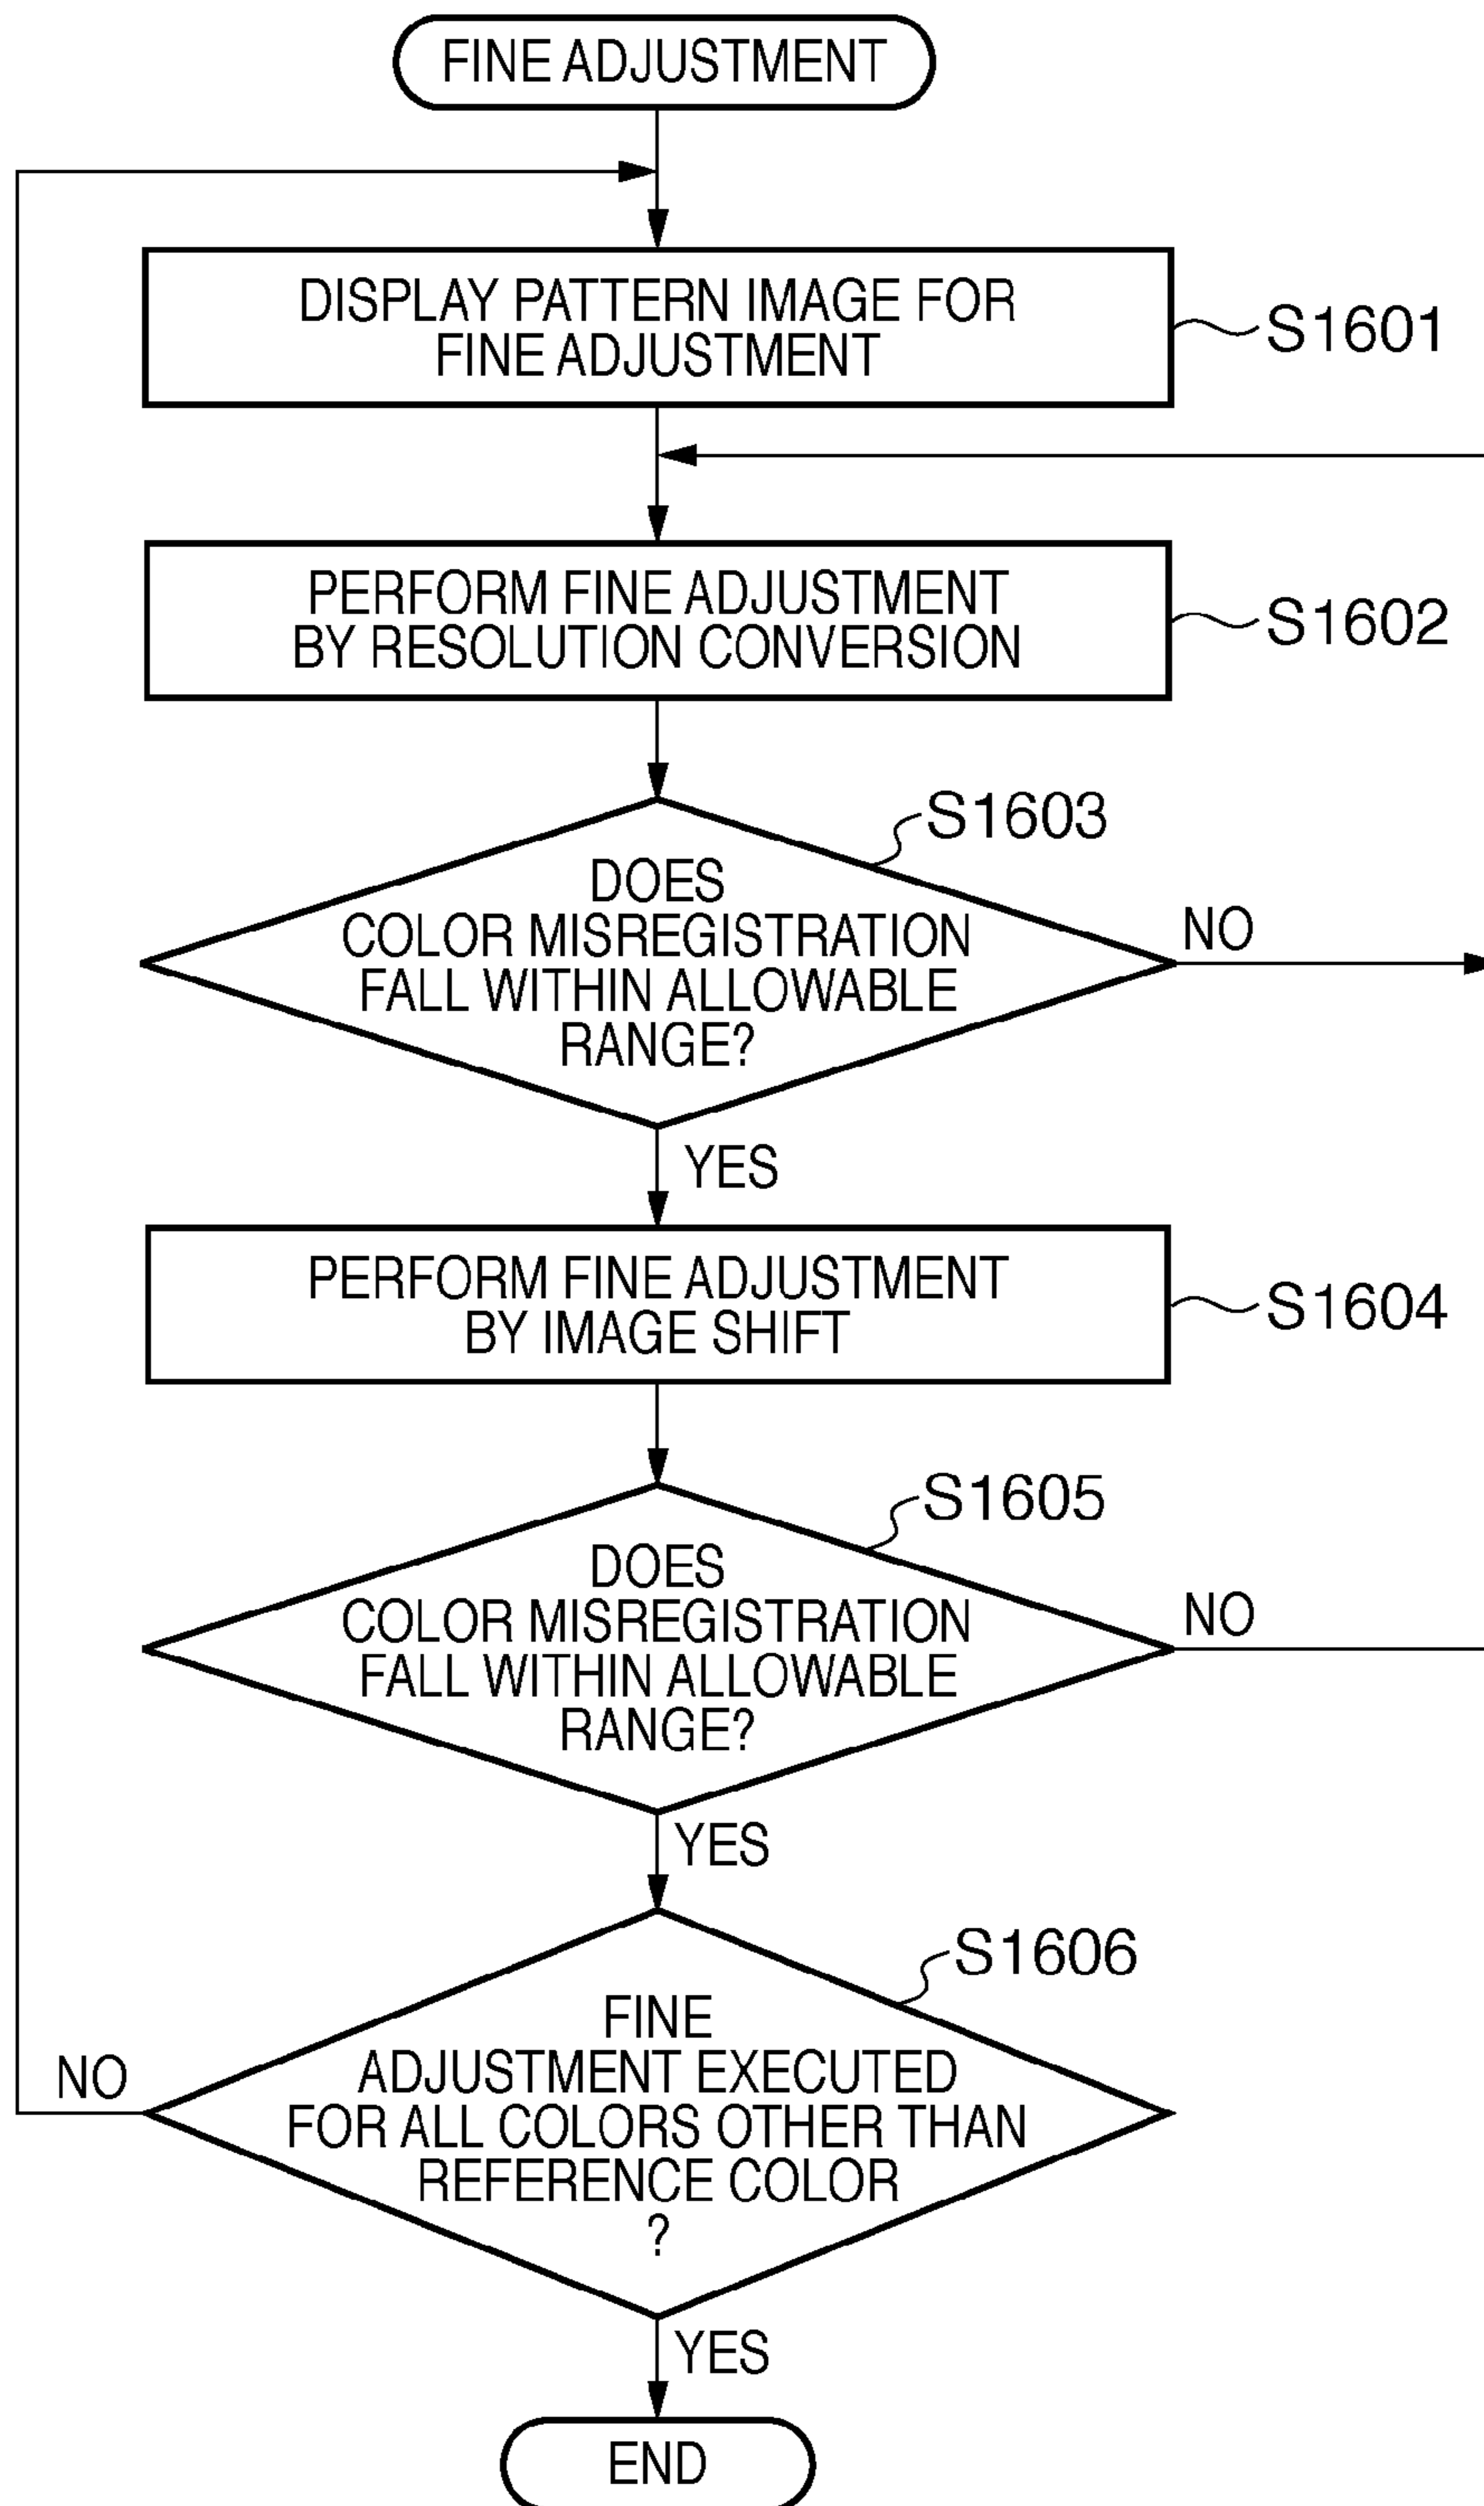 FINE ADJUSTMENT
DISPLAY PATTERN IMAGE FOR
FINE ADJUSTMENT
S1601
PERFORM FINE ADJUSTMENT
BY RESOLUTION CONVERSION
S1602
S1603
DOES
COLOR MISREGISTRATION
FALL WITHIN ALLOWABLE
RANGE?
NO
YES
PERFORM FINE ADJUSTMENT
BY IMAGE SHIFT
S1604
S1605
DOES
COLOR MISREGISTRATION
FALL WITHIN ALLOWABLE
RANGE?
NO
YES
S1606
FINE
ADJUSTMENT EXECUTED
FOR ALL COLORS OTHER THAN
REFERENCE COLOR
?
NO
YES
END